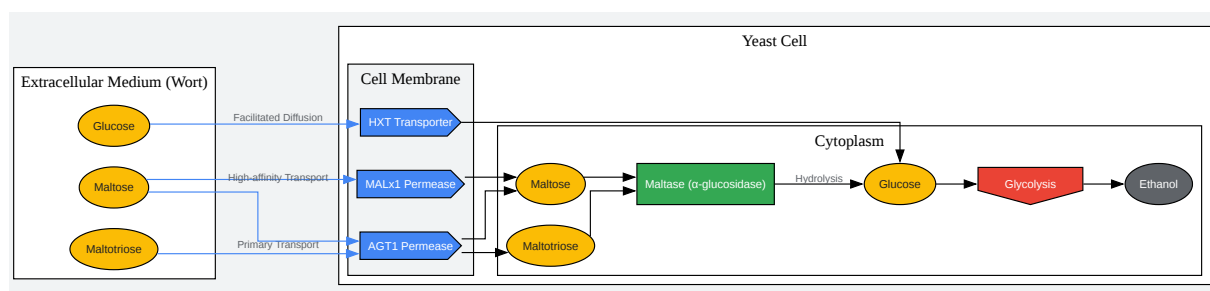 Yeast Cell
Extracellular Medium (Wort)
Cell Membrane
Glucose
Facilitated Diffusion
HXT Transporter
Cytoplasm
Maltose
High-affinity Transport
MALx1 Permease
Maltose
Maltase (α-glucosidase)
Hydrolysis
Glucose
Glycolysis
Ethanol
Maltotriose
Primary Transport
AGT1 Permease
Maltotriose